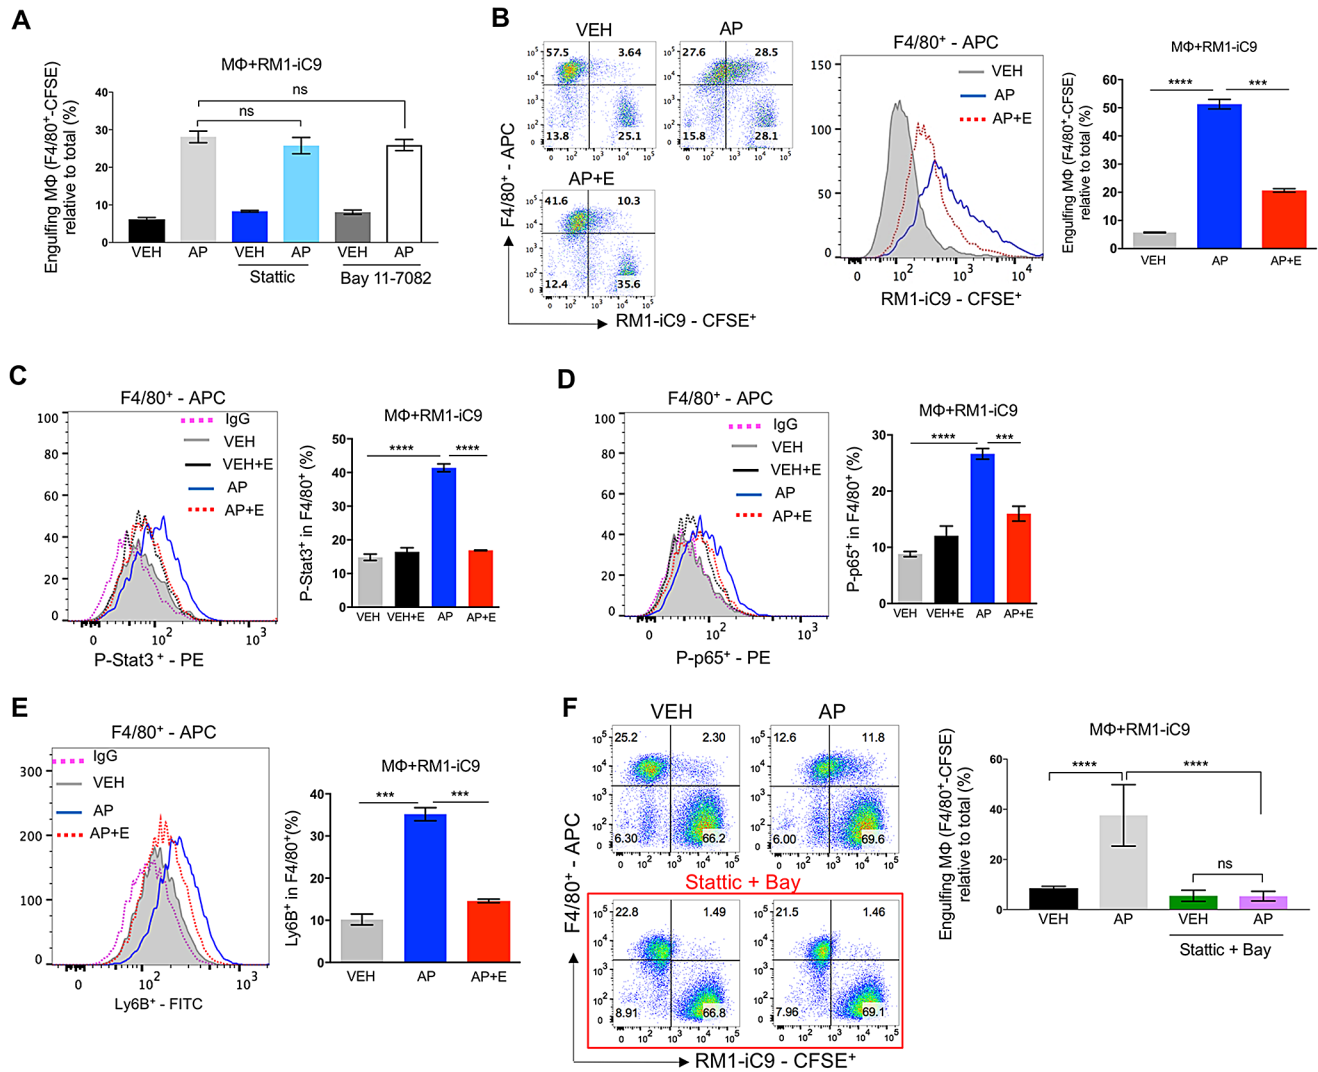 A
MΦ+RM1-iC9
Engulfing MΦ (F4/80⁺-CFSE)
relative to total (%)
40
30
20
10
0
ns
ns
VEH
AP
VEH
AP
VEH
AP
Stattic
Bay 11-7082
B
VEH
AP
57.5
3.64
13.8
25.1
27.6
28.5
15.8
28.1
AP+E
41.6
10.3
12.4
35.6
F4/80⁺ - APC
RM1-iC9 - CFSE⁺
F4/80⁺ - APC
VEH
AP
AP+E
150
100
50
0
0
10²
10³
10⁴
RM1-iC9 - CFSE⁺
MΦ+RM1-iC9
Engulfing MΦ (F4/80⁺-CFSE)
relative to total (%)
60
50
40
30
20
10
0
****
***
VEH
AP
AP+E
C
F4/80⁺ - APC
IgG
VEH
VEH+E
AP
AP+E
100
80
60
40
20
0
0
10²
10³
P-Stat3⁺ - PE
MΦ+RM1-iC9
P-Stat3⁺ in F4/80⁺ (%)
50
40
30
20
10
0
****
****
VEH
VEH+E
AP
AP+E
D
F4/80⁺ - APC
IgG
VEH
VEH+E
AP
AP+E
100
80
60
40
20
0
0
10²
10³
P-p65⁺ - PE
MΦ+RM1-iC9
P-p65⁺ in F4/80⁺ (%)
30
20
10
0
****
***
VEH
VEH+E
AP
AP+E
E
F4/80⁺ - APC
IgG
VEH
AP
AP+E
300
200
100
0
0
10²
10³
Ly6B⁺ - FITC
MΦ+RM1-iC9
Ly6B⁺ in F4/80⁺(%)
40
30
20
10
0
***
***
VEH
AP
AP+E
F
VEH
AP
25.2
2.30
6.30
66.2
12.6
11.8
6.00
69.6
Stattic + Bay
22.8
1.49
8.91
66.8
21.5
1.46
7.96
69.1
F4/80⁺ - APC
RM1-iC9 - CFSE⁺
MΦ+RM1-iC9
Engulfing MΦ (F4/80⁺-CFSE)
relative to total (%)
60
40
20
0
****
****
ns
VEH
AP
VEH
AP
Stattic + Bay